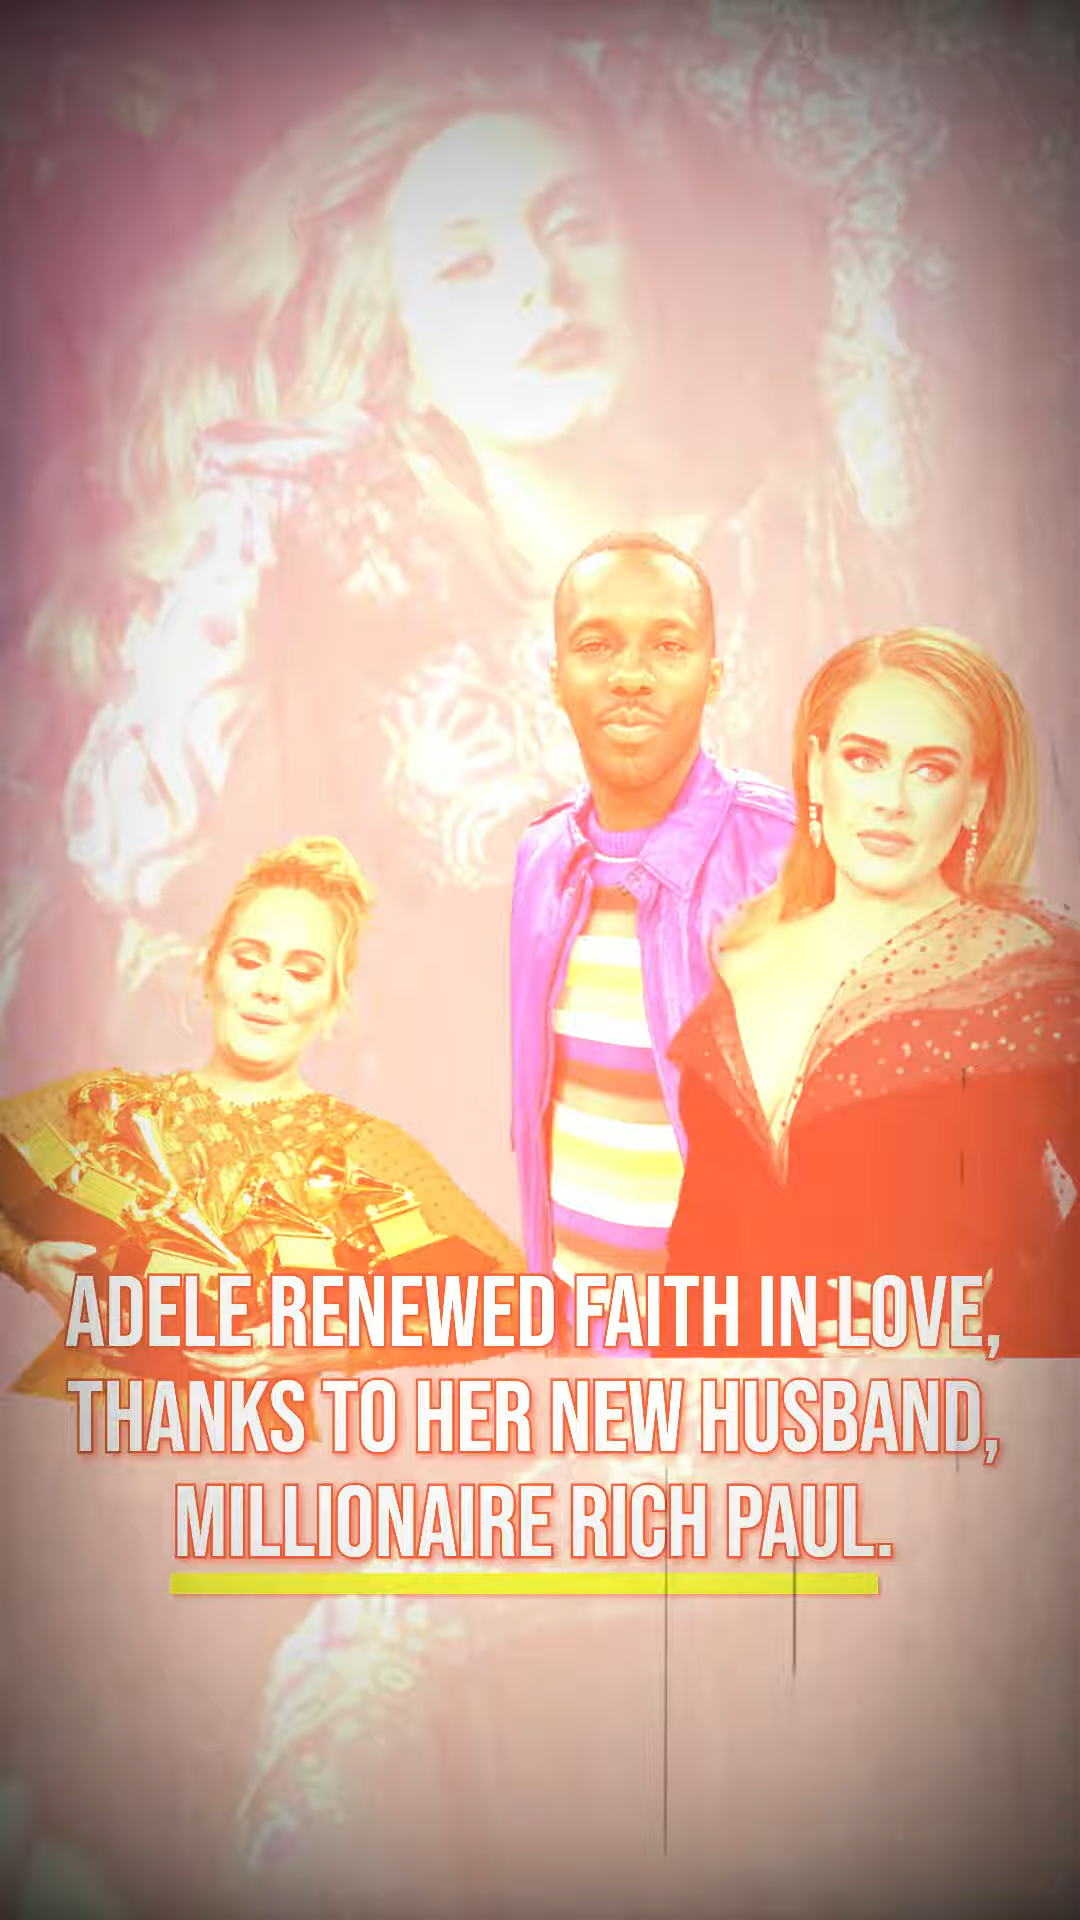 ADELE RENEWED FAITH IN LOVE,
THANKS TO HER NEW HUSBAND,
MILLIONAIRE RICH PAUL.